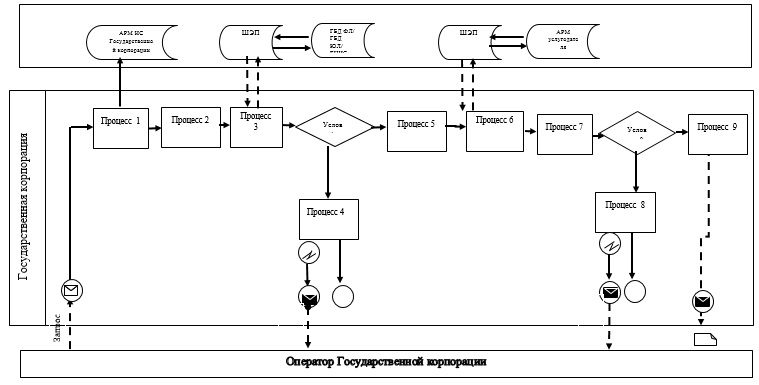 АРМ ИС
Государственно
й корпорации
ШЭП
ГБД ФЛ/
ГБД
ЮЛ/
ШЭП
АРМ
услугодате
ля
Процесс 1
Процесс 2
Процесс
3
Услов
Процесс 5
Процесс 6
Процесс 7
Услов
Процесс 9
Процесс 4
Процесс 8
Государственная корпорация
Запрос
Оператор Государственной корпорации